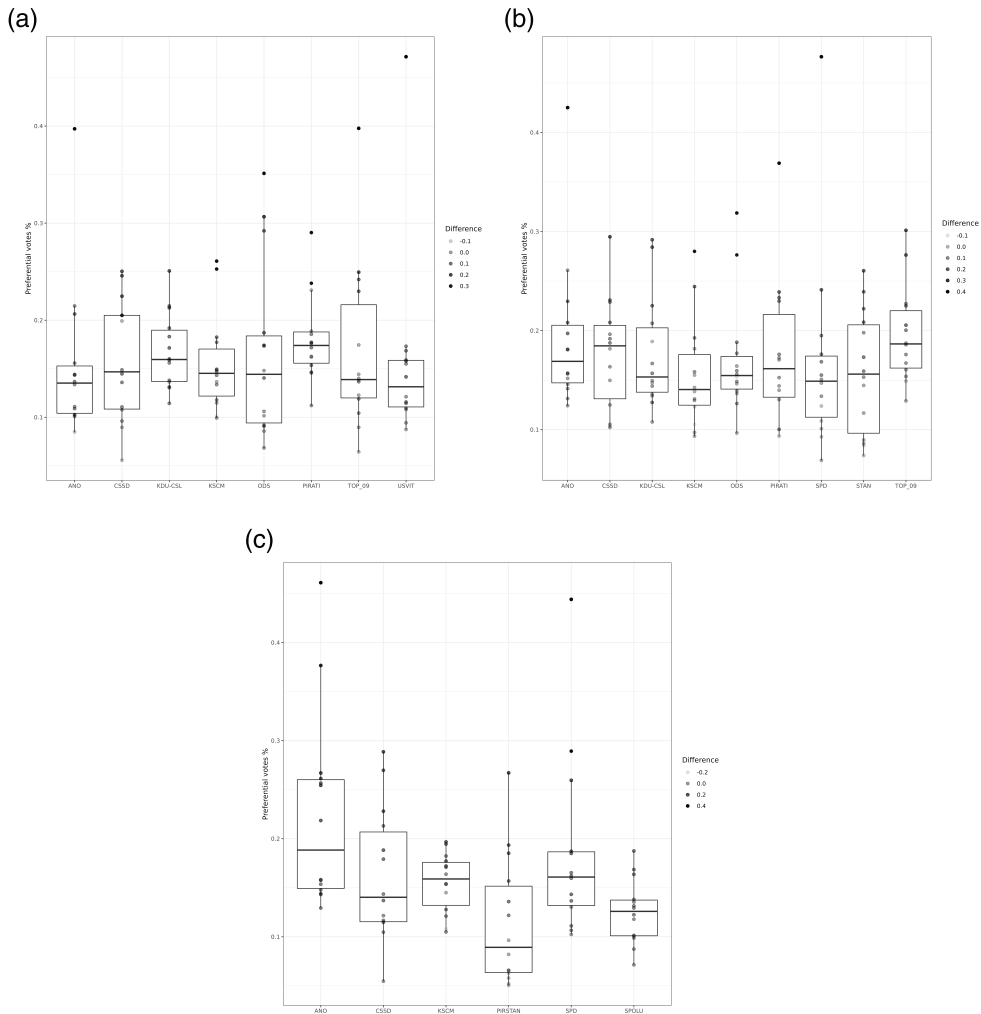 (a)
Preferential votes %
0.4
0.3
0.2
0.1
ANO CSSD KDU-CSL KSCM ODS PIRATI TOP_09 USVIT
Difference
-0.1
0.0
0.1
0.2
0.3
(b)
Preferential votes %
0.4
0.3
0.2
0.1
ANO CSSD KDU-CSL KSCM ODS PIRATI SPD STAN TOP_09
Difference
-0.1
0.0
0.1
0.2
0.3
0.4
(c)
Preferential votes %
0.4
0.3
0.2
0.1
ANO CSSD KSCM PIRSTAN SPD SPOLU
Difference
-0.2
0.0
0.2
0.4